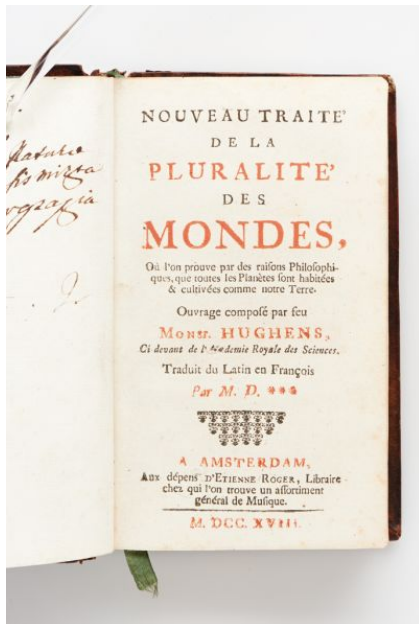 NOUVEAU TRAITE'
DE LA
PLURALITE'
DES
MONDES,
Où l'on prouve par des raisons Philosophi-
ques, que toutes les Planètes sont habitées
& cultivées comme notre Terre.
Ouvrage composé par feu
MONSR. HUGHENS,
Ci devant de l'Academie Royale des Sciences.
Traduit du Latin en François
Par M. D. ***
A AMSTERDAM,
Aux dépens d'ETIENNE ROGER, Libraire
chez qui l'on trouve un assortiment
général de Musique.
M. DCC. XVIII.